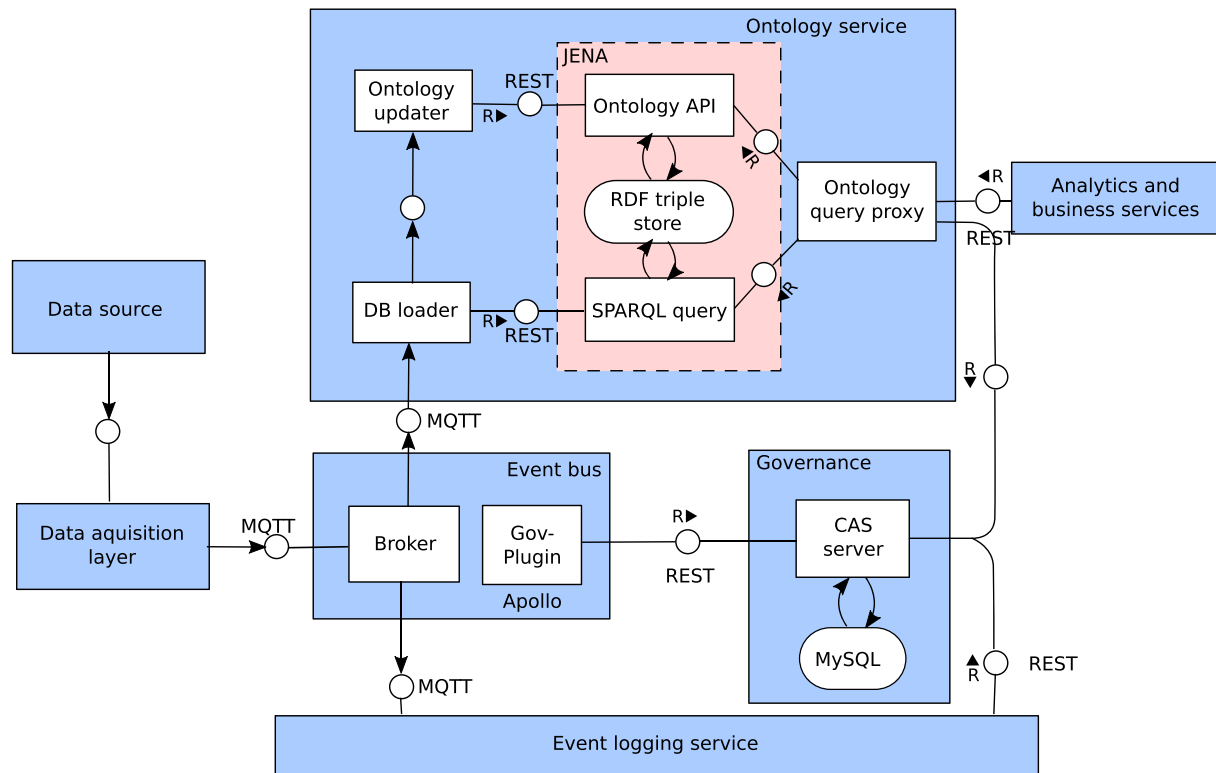 Ontology service
JENA
Ontology
updater
REST
R
Ontology API
R
RDF triple
store
Ontology
query proxy
R
REST
Analytics and
business services
DB loader
R
REST
SPARQL query
R
Data source
R
MQTT
Event bus
Governance
Data aquisition
layer
MQTT
Broker
Gov-
Plugin
Apollo
R
REST
CAS
server
MySQL
R
REST
MQTT
Event logging service